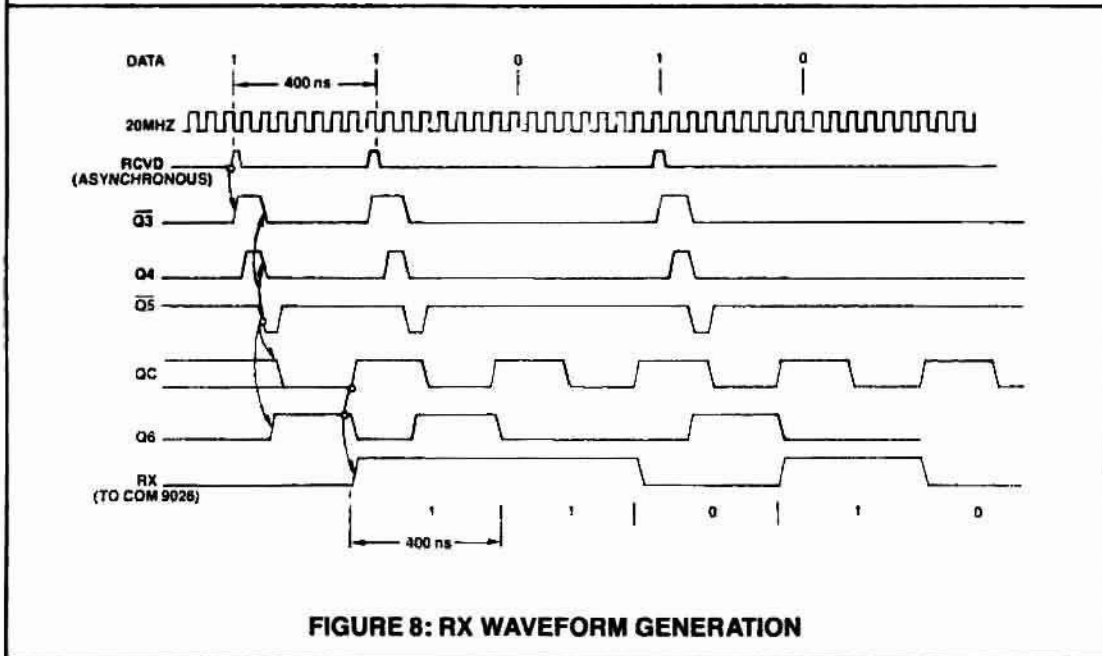 DATA 1 1 0 1 0
400 ns
20MHZ
RCVD
(ASYNCHRONOUS)
Q3
Q4
Q5
QC
Q6
RX
(TO COM 9026)
1 1 0 1 0
400 ns
FIGURE 8: RX WAVEFORM GENERATION